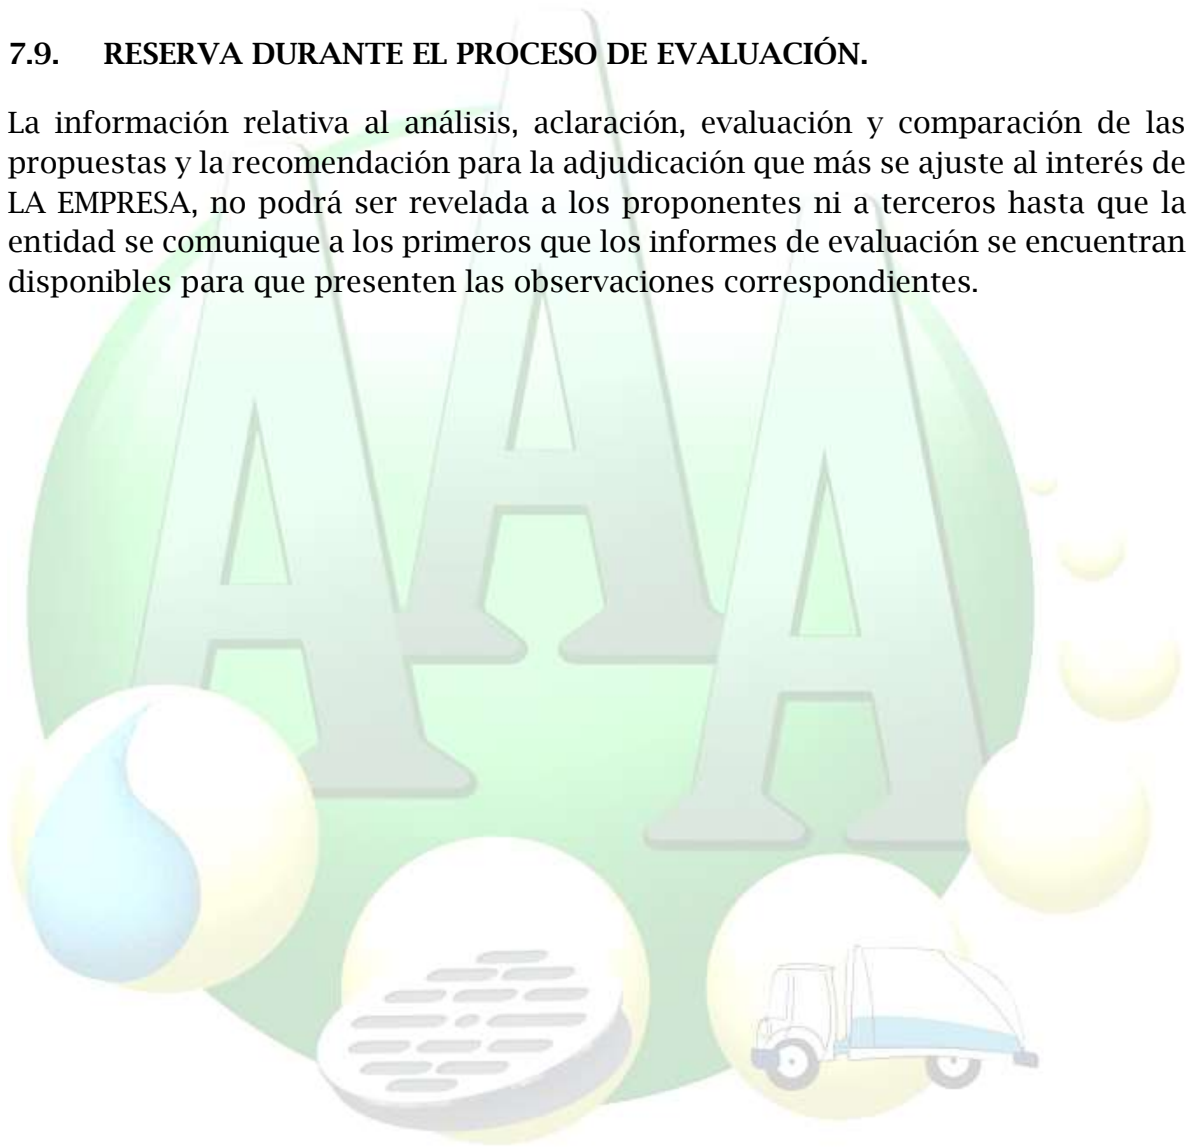 7.9. RESERVA DURANTE EL PROCESO DE EVALUACIÓN.
La información relativa al análisis, aclaración, evaluación y comparación de las
propuestas y la recomendación para la adjudicación que más se ajuste al interés de
LA EMPRESA, no podrá ser revelada a los proponentes ni a terceros hasta que la
entidad se comunique a los primeros que los informes de evaluación se encuentran
disponibles para que presenten las observaciones correspondientes.
AAA